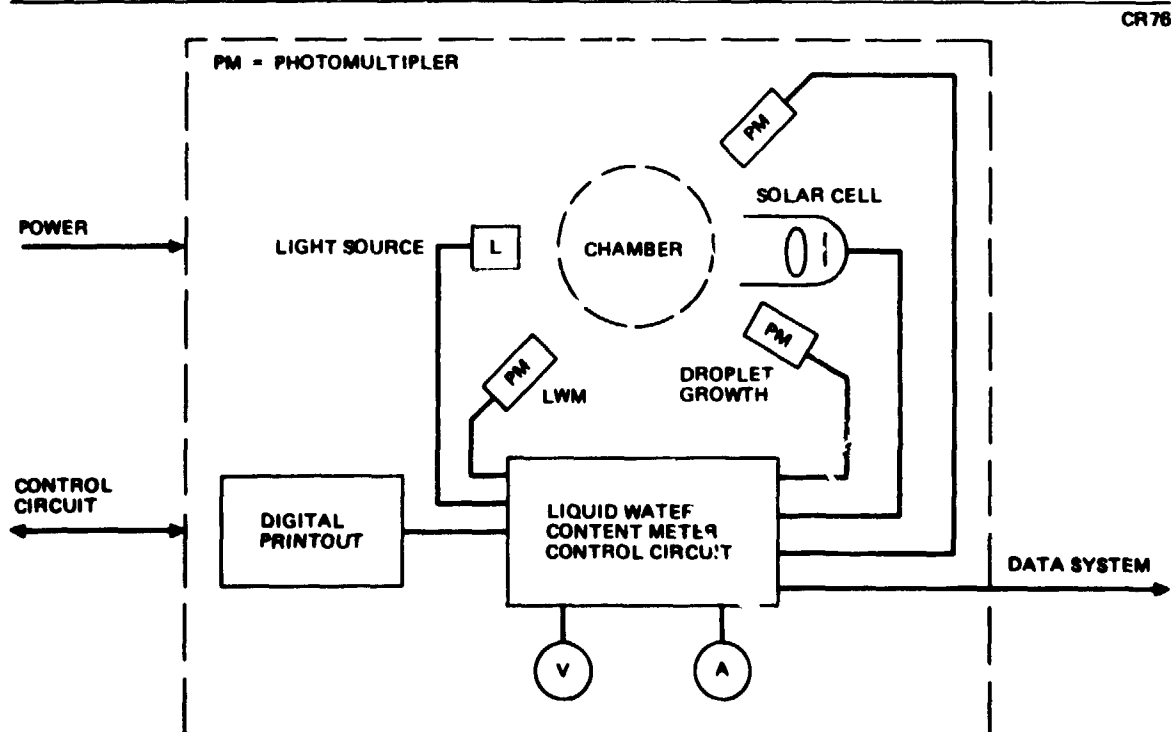 CR76
PM = PHOTOMULTIPLER
PM
SOLAR CELL
POWER
LIGHT SOURCE
L
CHAMBER
PM
PM
LWM
DROPLET
GROWTH
CONTROL
CIRCUIT
DIGITAL
PRINTOUT
LIQUID WATER
CONTENT METER
CONTROL CIRCUIT
DATA SYSTEM
V
A